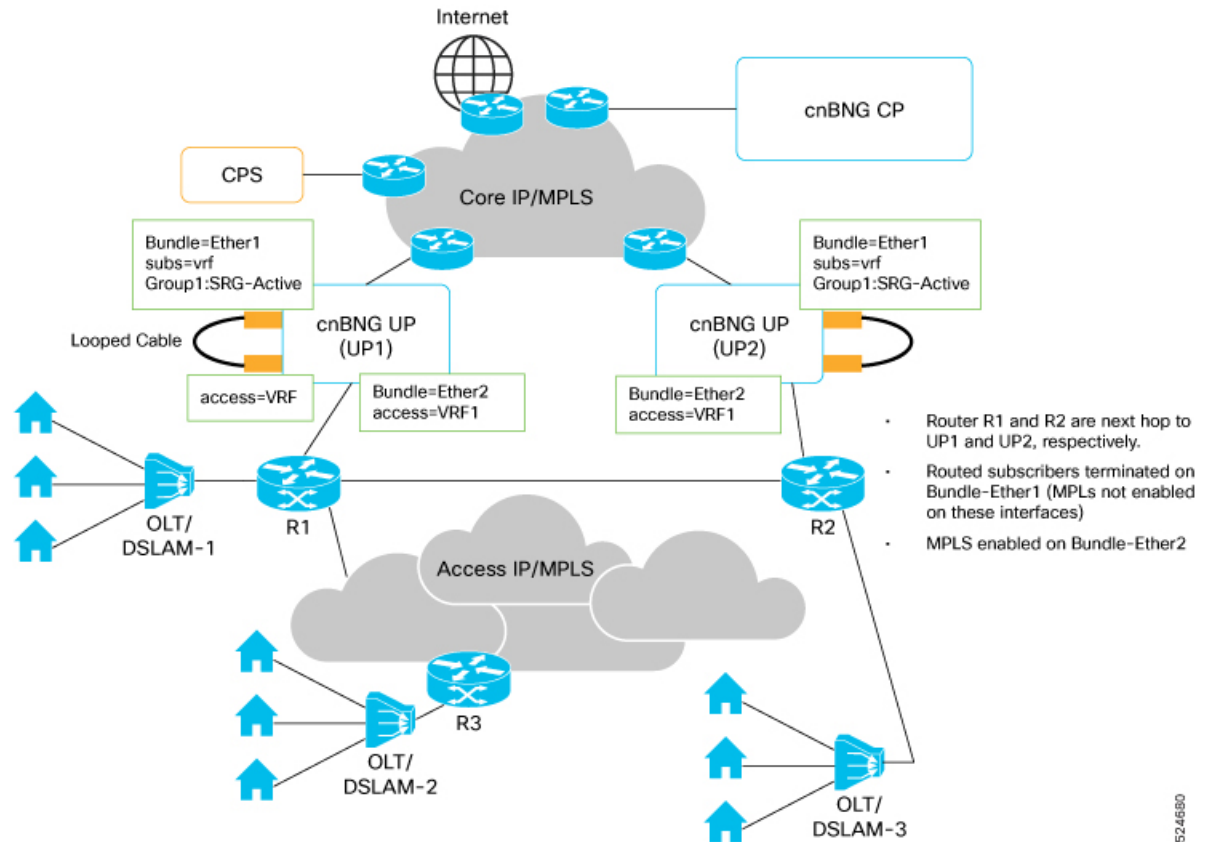 Internet
cnBNG CP
CPS
Core IP/MPLS
Bundle=Ether1
subs=vrf
Group1:SRG-Active
Bundle=Ether1
subs=vrf
Group1:SRG-Active
Looped Cable
cnBNG UP
(UP1)
cnBNG UP
(UP2)
access=VRF
Bundle=Ether2
access=VRF1
Bundle=Ether2
access=VRF1
· Router R1 and R2 are next hop to
UP1 and UP2, respectively.
· Routed subscribers terminated on
Bundle-Ether1 (MPLs not enabled
on these interfaces)
· MPLS enabled on Bundle-Ether2
OLT/
DSLAM-1
R1
R2
Access IP/MPLS
R3
OLT/
DSLAM-2
OLT/
DSLAM-3
524680